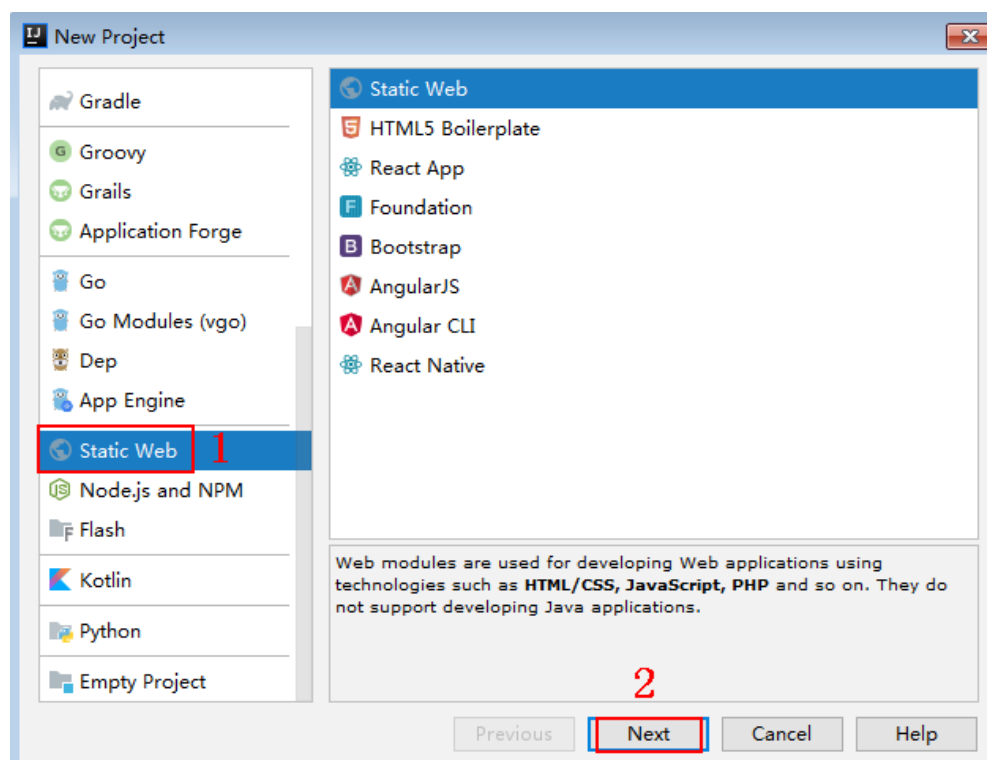 New Project
Gradle
Groovy
Grails
Application Forge
Go
Go Modules (vgo)
Dep
App Engine
Static Web
1
Node.js and NPM
Flash
Kotlin
Python
Empty Project
Static Web
HTML5 Boilerplate
React App
Foundation
Bootstrap
AngularJS
Angular CLI
React Native
Web modules are used for developing Web applications using
technologies such as HTML/CSS, JavaScript, PHP and so on. They do
not support developing Java applications.
2
Previous
Next
Cancel
Help